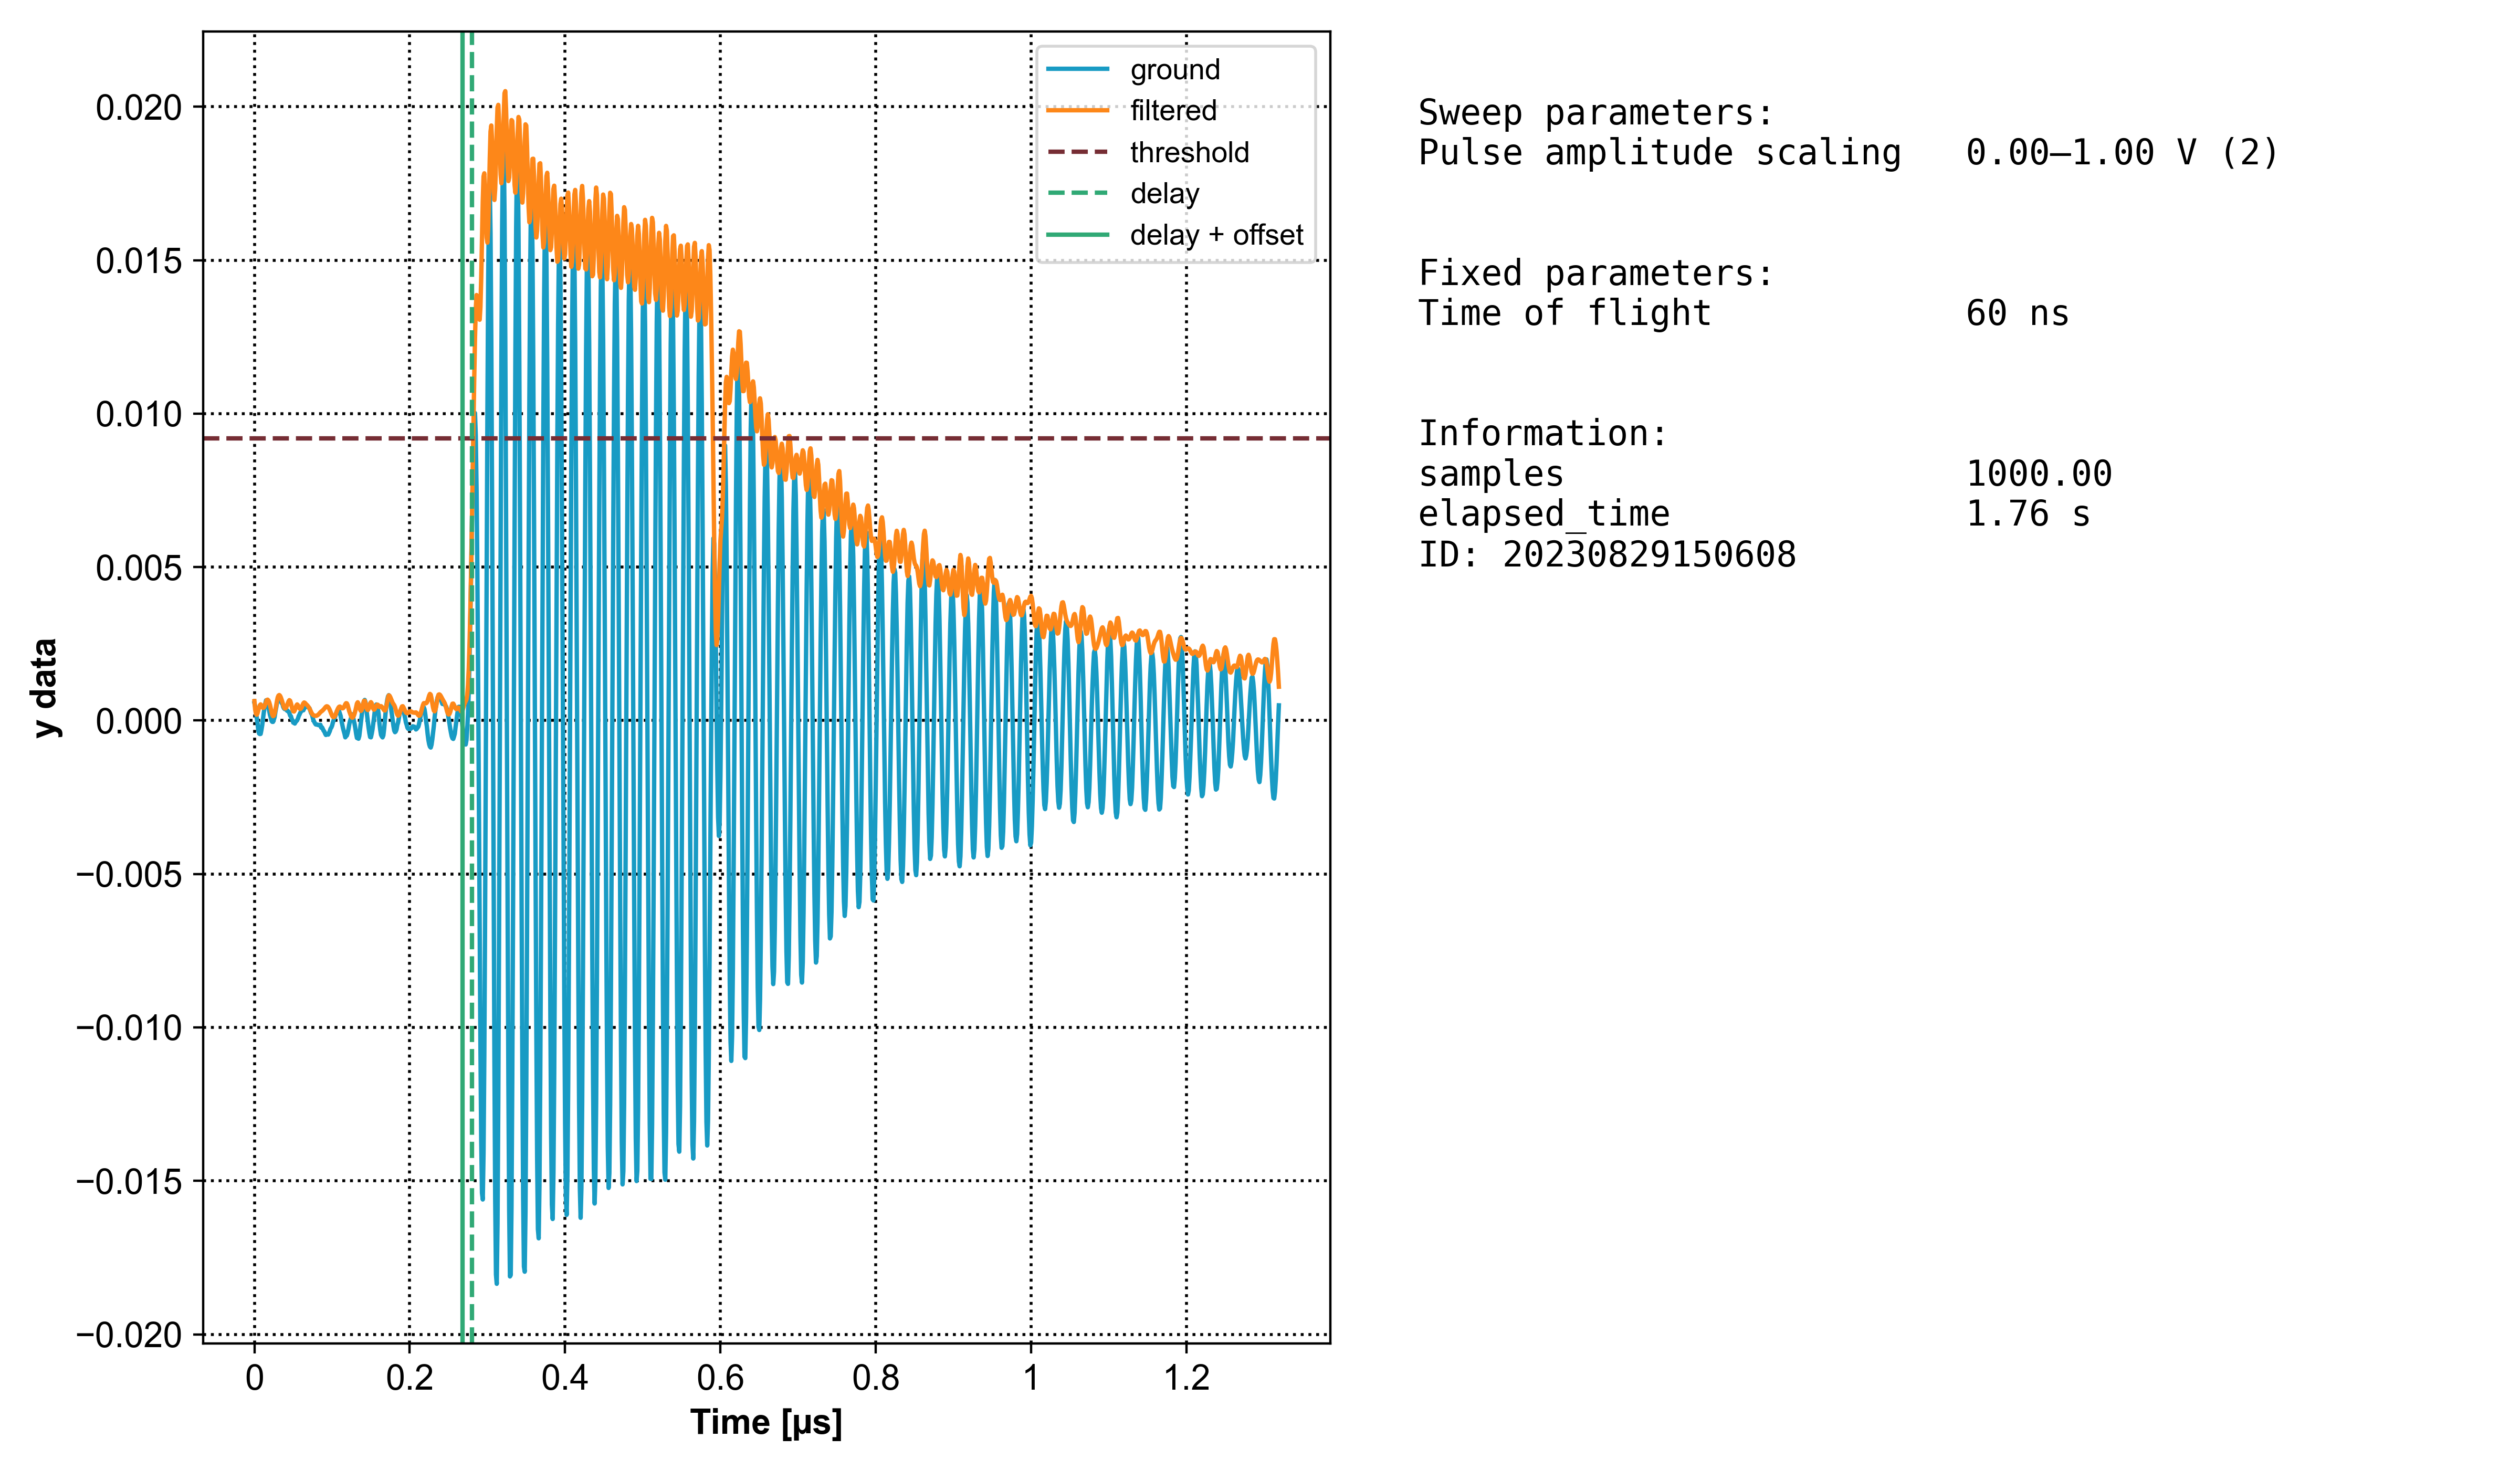 ground
filtered
threshold
delay
delay + offset
0.020
0.015
0.010
0.005
0.000
−0.005
−0.010
−0.015
−0.020
y data
0 0.2 0.4 0.6 0.8 1 1.2
Time [µs]
Sweep parameters:
Pulse amplitude scaling 0.00–1.00 V (2)
Fixed parameters:
Time of flight 60 ns
Information:
samples 1000.00
elapsed_time 1.76 s
ID: 20230829150608